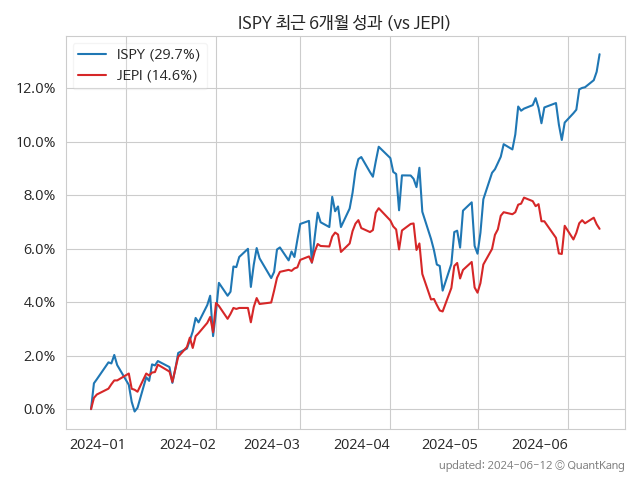 ISPY 최근 6개월 성과 (vs JEPI)
ISPY (29.7%)
JEPI (14.6%)
12.0%
10.0%
8.0%
6.0%
4.0%
2.0%
0.0%
2024−01 2024−02 2024−03 2024−04 2024−05 2024−06
updated: 2024-06-12 © QuantKang